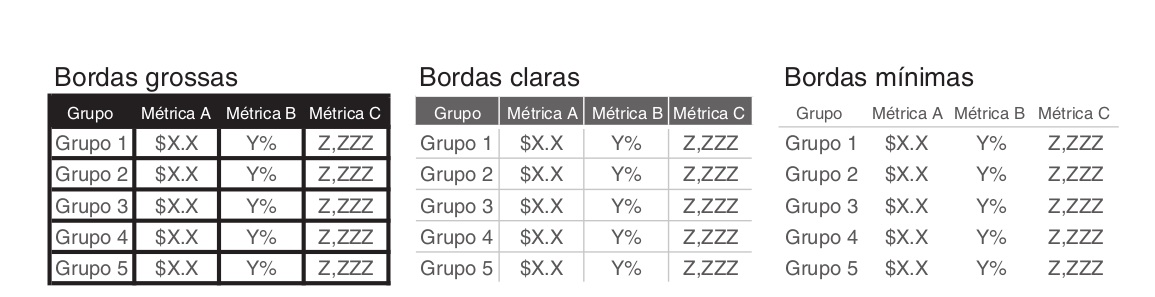 Bordas grossas
Grupo Métrica A Métrica B Métrica C
Grupo 1 $X.X Y% Z,ZZZ
Grupo 2 $X.X Y% Z,ZZZ
Grupo 3 $X.X Y% Z,ZZZ
Grupo 4 $X.X Y% Z,ZZZ
Grupo 5 $X.X Y% Z,ZZZ
Bordas claras
Grupo Métrica A Métrica B Métrica C
Grupo 1 $X.X Y% Z,ZZZ
Grupo 2 $X.X Y% Z,ZZZ
Grupo 3 $X.X Y% Z,ZZZ
Grupo 4 $X.X Y% Z,ZZZ
Grupo 5 $X.X Y% Z,ZZZ
Bordas mínimas
Grupo Métrica A Métrica B Métrica C
Grupo 1 $X.X Y% Z,ZZZ
Grupo 2 $X.X Y% Z,ZZZ
Grupo 3 $X.X Y% Z,ZZZ
Grupo 4 $X.X Y% Z,ZZZ
Grupo 5 $X.X Y% Z,ZZZ